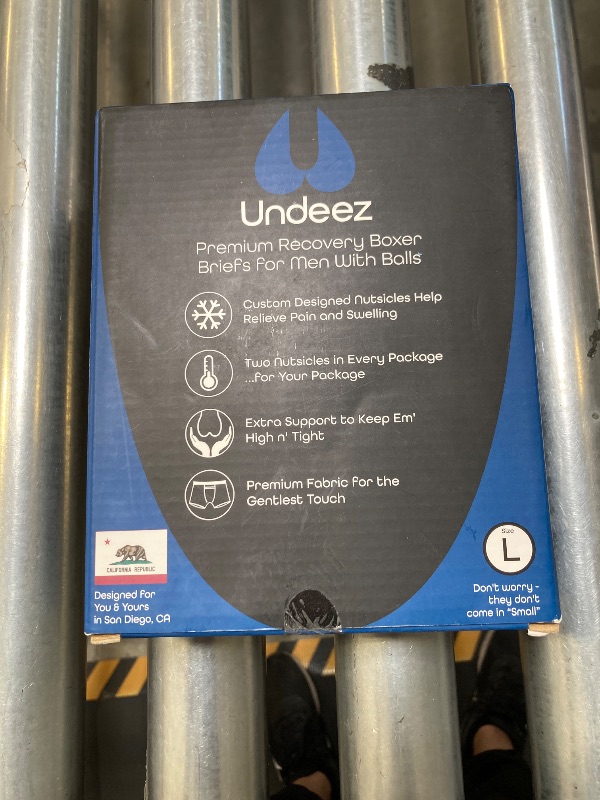 Undeez
Premium Recovery Boxer
Briefs for Men With Balls
Custom Designed Nutsicles Help
Relieve Pain and Swelling
Two Nutsicles in Every Package
...for Your Package
Extra Support to Keep Em'
High n' Tight
Premium Fabric for the
Gentlest Touch
CALIFORNIA REPUBLIC
Designed For
You & Yours
in San Diego, CA
Size
L
Don't worry -
they don't
come in "Small"